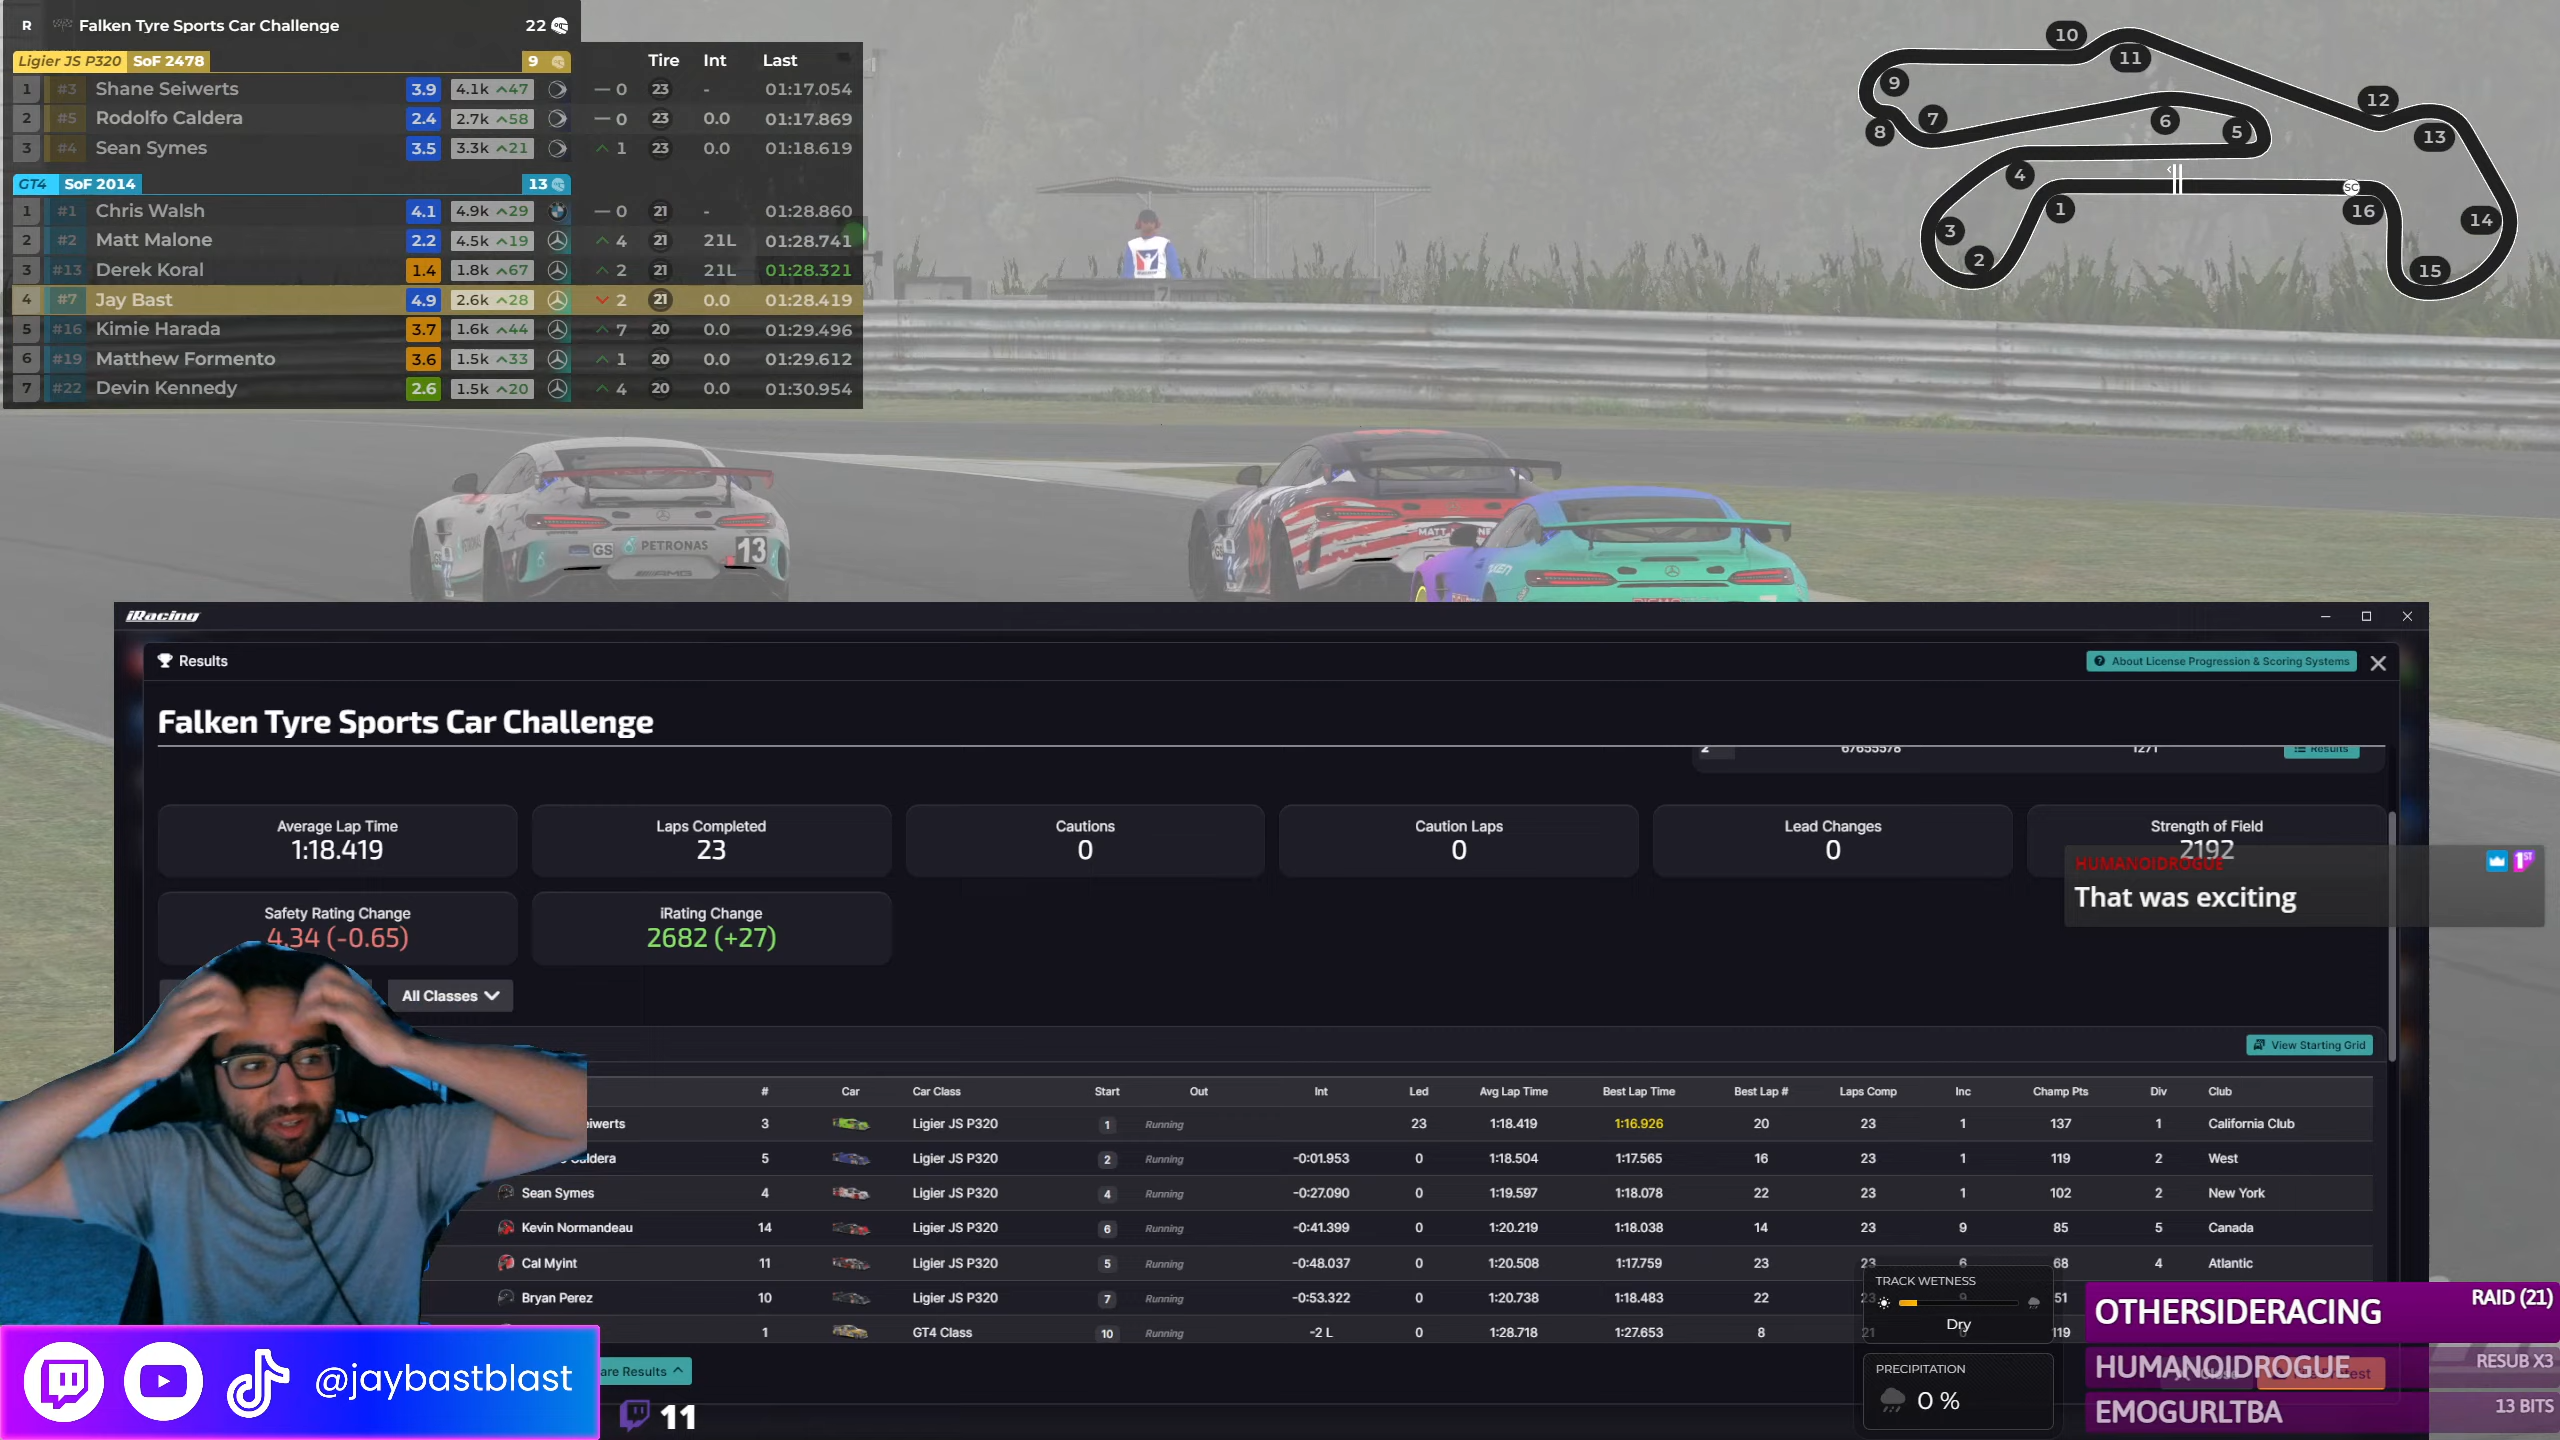 R Falken Tyre Sports Car Challenge 22
Ligier JS P320 SoF 2478 9 Tire Int Last
1 #3 Shane Seiwerts 3.9 4.1k 47 0 23 - 01:17.054
2 #5 Rodolfo Caldera 2.4 2.7k 58 0 23 0.0 01:17.869
3 #4 Sean Symes 3.5 3.3k 21 1 23 0.0 01:18.619
GT4 SoF 2014 13
1 #1 Chris Walsh 4.1 4.9k 29 0 21 - 01:28.860
2 #2 Matt Malone 2.2 4.5k 19 4 21 21L 01:28.741
3 #13 Derek Koral 1.4 1.8k 67 2 21 21L 01:28.321
4 #7 Jay Bast 4.9 2.6k 28 2 21 0.0 01:28.419
5 #16 Kimie Harada 3.7 1.6k 44 7 20 0.0 01:29.496
6 #19 Matthew Formento 3.6 1.5k 33 1 20 0.0 01:29.612
7 #22 Devin Kennedy 2.6 1.5k 20 4 20 0.0 01:30.954
10
11
9
12
7
6
5
8
13
4
SC
1
16
14
3
2
15
GS PETRONAS 13
AMG
iRacing
Results
About License Progression & Scoring Systems
Falken Tyre Sports Car Challenge
2 67655578 1271 Results
Average Lap Time
1:18.419
Laps Completed
23
Cautions
0
Caution Laps
0
Lead Changes
0
Strength of Field
2192
HUMANOIDROGUE
That was exciting
Safety Rating Change
4.34 (-0.65)
iRating Change
2682 (+27)
All Classes
View Starting Grid
# Car Car Class Start Out Int Led Avg Lap Time Best Lap Time Best Lap # Laps Comp Inc Champ Pts Div Club
eiwerts 3 Ligier JS P320 1 Running 23 1:18.419 1:16.926 20 23 1 137 1 California Club
aldera 5 Ligier JS P320 2 Running -0:01.953 0 1:18.504 1:17.565 16 23 1 119 2 West
Sean Symes 4 Ligier JS P320 4 Running -0:27.090 0 1:19.597 1:18.078 22 23 1 102 2 New York
Kevin Normandeau 14 Ligier JS P320 6 Running -0:41.399 0 1:20.219 1:18.038 14 23 9 85 5 Canada
Cal Myint 11 Ligier JS P320 5 Running -0:48.037 0 1:20.508 1:17.759 23 23 6 68 4 Atlantic
Bryan Perez 10 Ligier JS P320 7 Running -0:53.322 0 1:20.738 1:18.483 22 23 9 51
1 GT4 Class 10 Running -2 L 0 1:28.718 1:27.653 8 21 0 119
are Results
TRACK WETNESS
Dry
PRECIPITATION
0 %
OTHERSIDERACING RAID (21)
HUMANOIDROGUE RESUB X3
EMOGURLTBA 13 BITS
@jaybastblast
11